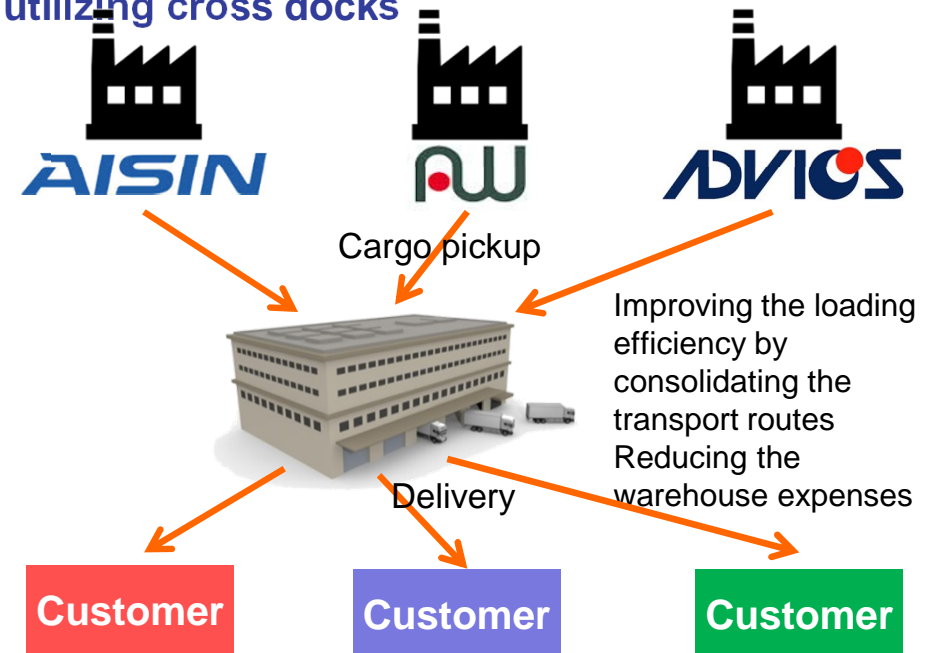 utilizing cross docks
AISIN
AW
ADVICS
Cargo pickup
Improving the loading
efficiency by
consolidating the
transport routes
Reducing the
warehouse expenses
Delivery
Customer
Customer
Customer